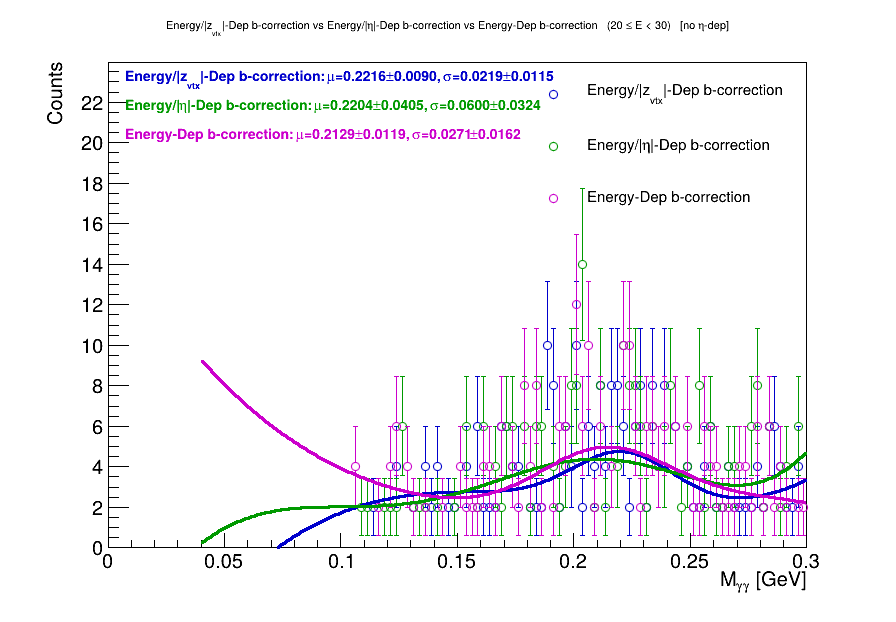 Energy/|z_vtx|-Dep b-correction vs Energy/|η|-Dep b-correction vs Energy-Dep b-correction (20 ≤ E < 30) [no η-dep]
Counts
Energy/|z_vtx|-Dep b-correction: μ=0.2216±0.0090, σ=0.0219±0.0115
Energy/|η|-Dep b-correction: μ=0.2204±0.0405, σ=0.0600±0.0324
Energy-Dep b-correction: μ=0.2129±0.0119, σ=0.0271±0.0162
Energy/|z_vtx|-Dep b-correction
Energy/|η|-Dep b-correction
Energy-Dep b-correction
22
20
18
16
14
12
10
8
6
4
2
0
0 0.05 0.1 0.15 0.2 0.25 0.3
M_γγ [GeV]